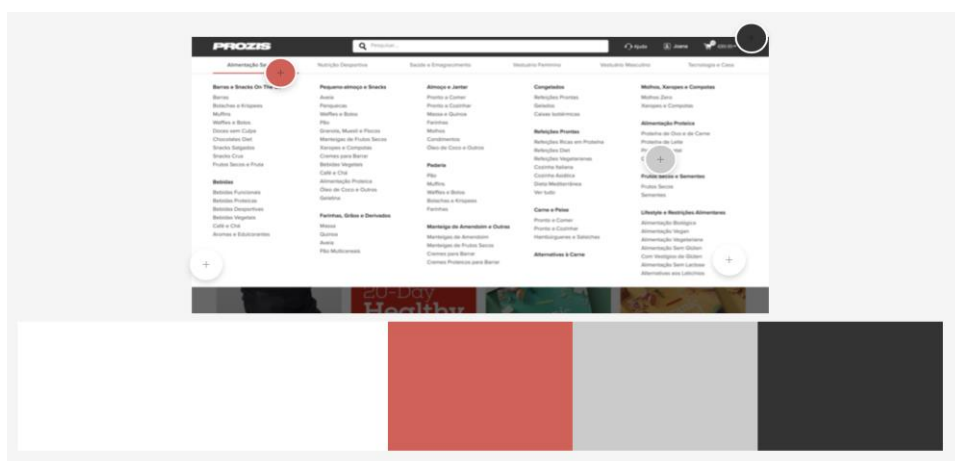 PROZIS
Pesquisar...
Ajuda
Joana
Alimentação
Nutrição Desportiva
Saúde e Emagrecimento
Vestuário Feminino
Vestuário Masculino
Tecnologia e Casa
Barras e Snacks On The
Barras
Bolachas e Krispees
Muffins
Waffles e Bolos
Doces sem Culpa
Chocolates Diet
Snacks Salgados
Snacks Crus
Frutos Secos e Fruta
Bebidas
Bebidas Funcionais
Bebidas Proteicas
Bebidas Desportivas
Bebidas Vegetais
Café e Chá
Aromas e Edulcorantes
Pequeno-almoço e Snacks
Aveia
Panquecas
Waffles e Bolos
Pão
Granola, Muesli e Flocos
Manteigas de Frutos Secos
Xaropes e Compotas
Cremes para Barrar
Bebidas Vegetais
Café e Chá
Alimentação Proteica
Óleo de Coco e Outros
Gelatina
Farinhas, Grãos e Derivados
Massa
Quinoa
Aveia
Pão Multicereais
Almoço e Jantar
Pronto a Comer
Pronto a Cozinhar
Massa e Quinoa
Farinhas
Molhos
Condimentos
Óleo de Coco e Outros
Padaria
Pão
Muffins
Waffles e Bolos
Bolachas e Krispees
Farinhas
Manteiga de Amendoim e Outras
Manteigas de Amendoim
Manteigas de Frutos Secos
Cremes para Barrar
Cremes Proteicos para Barrar
Congelados
Refeições Prontas
Gelados
Caixas Isotérmicas
Refeições Prontas
Refeições Ricas em Proteína
Refeições Diet
Refeições Vegetarianas
Cozinha Italiana
Cozinha Asiática
Dieta Mediterrânea
Ver tudo
Carne e Peixe
Pronto a Comer
Pronto a Cozinhar
Hambúrgueres e Salsichas
Alternativas à Carne
Molhos, Xaropes e Compotas
Molhos Zero
Xaropes e Compotas
Alimentação Proteica
Proteína de Ovo e de Carne
Proteína de Leite
Frutos Secos e Sementes
Frutos Secos
Sementes
Lifestyle e Restrições Alimentares
Alimentação Biológica
Alimentação Vegan
Alimentação Vegetariana
Alimentação Sem Glúten
Com Vestígios de Glúten
Alimentação Sem Lactose
Alternativas aos Laticínios
20-Day
Healthy